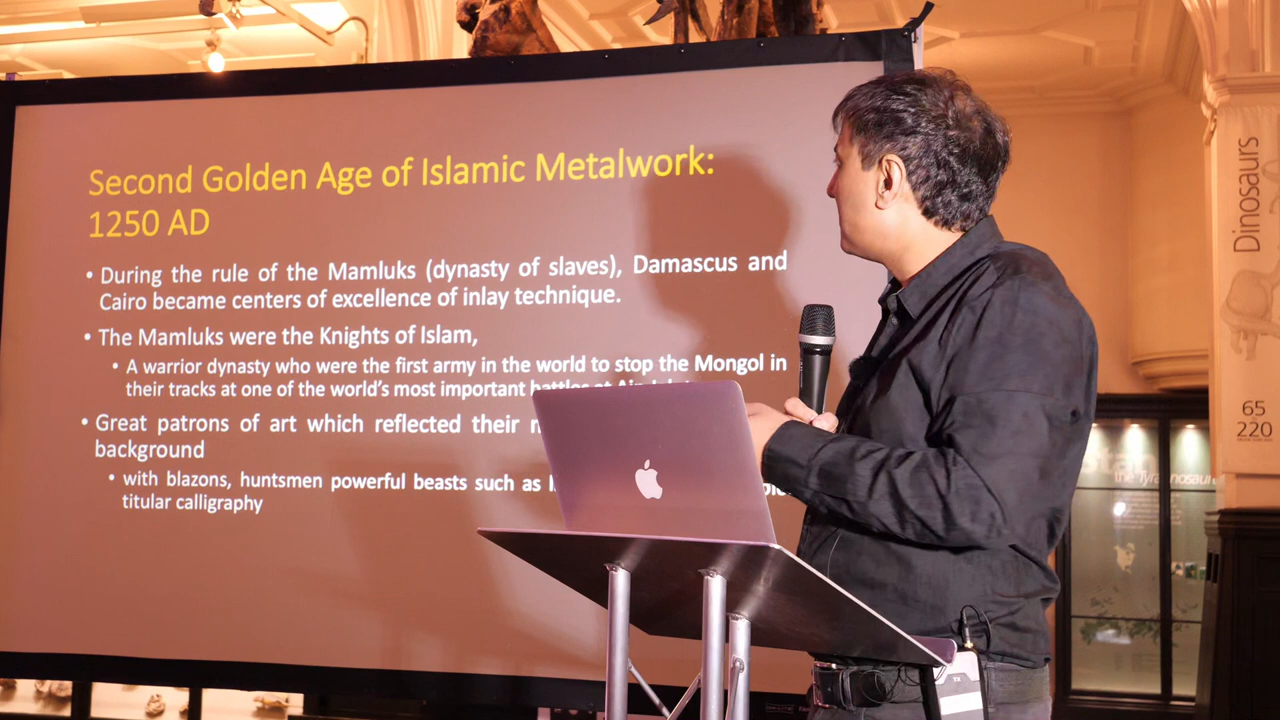 Second Golden Age of Islamic Metalwork:
1250 AD
• During the rule of the Mamluks (dynasty of slaves), Damascus and
Cairo became centers of excellence of inlay technique.
• The Mamluks were the Knights of Islam,
• A warrior dynasty who were the first army in the world to stop the Mongol in
their tracks at one of the world's most important battles at
• Great patrons of art which reflected their
background
• with blazons, huntsmen powerful beasts such as
titular calligraphy
Dinosaurs
65
220
the Tyrannosaurs